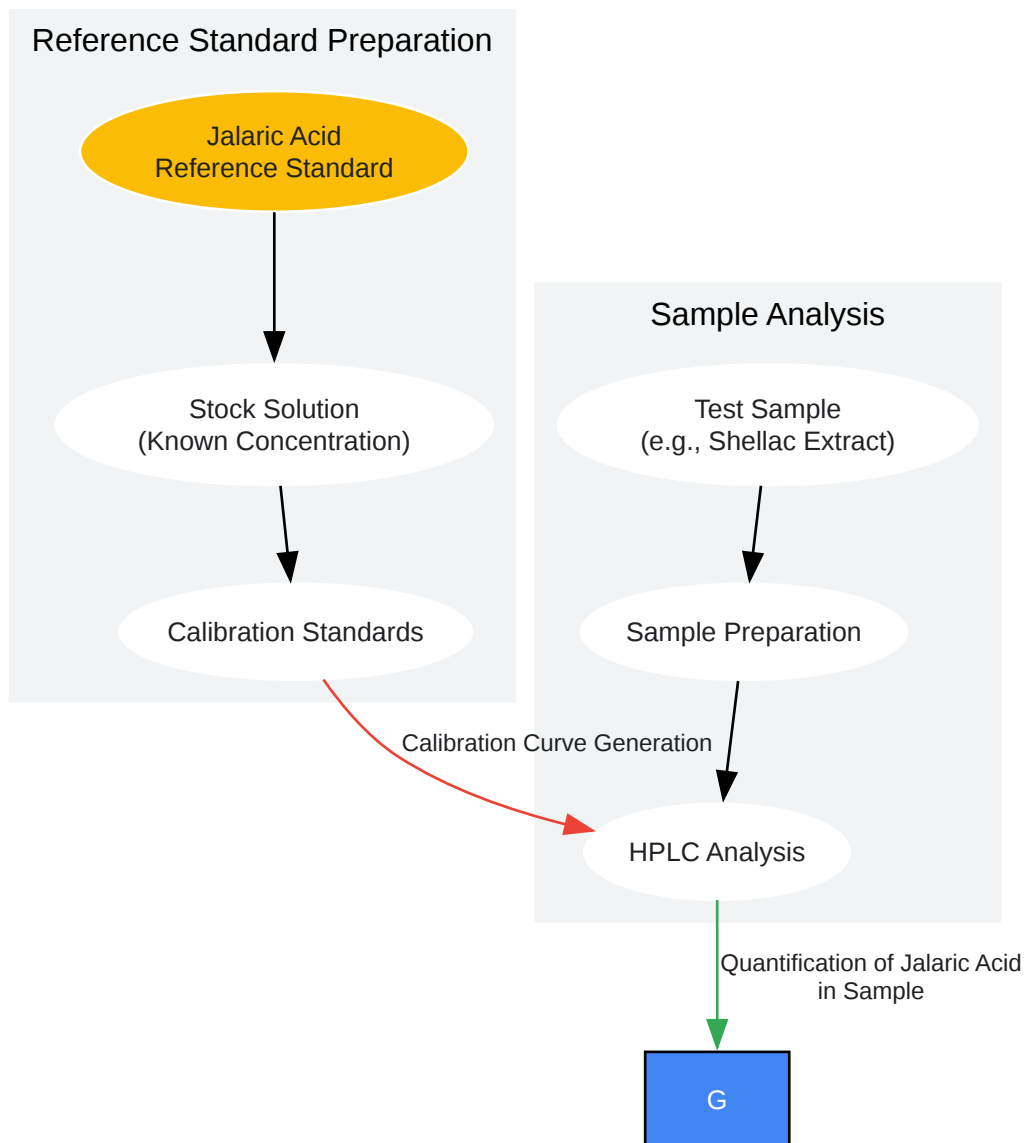 Reference Standard Preparation
Jalaric Acid
Reference Standard
Stock Solution
(Known Concentration)
Calibration Standards
Sample Analysis
Test Sample
(e.g., Shellac Extract)
Sample Preparation
Calibration Curve Generation
HPLC Analysis
Quantification of Jalaric Acid
in Sample
G